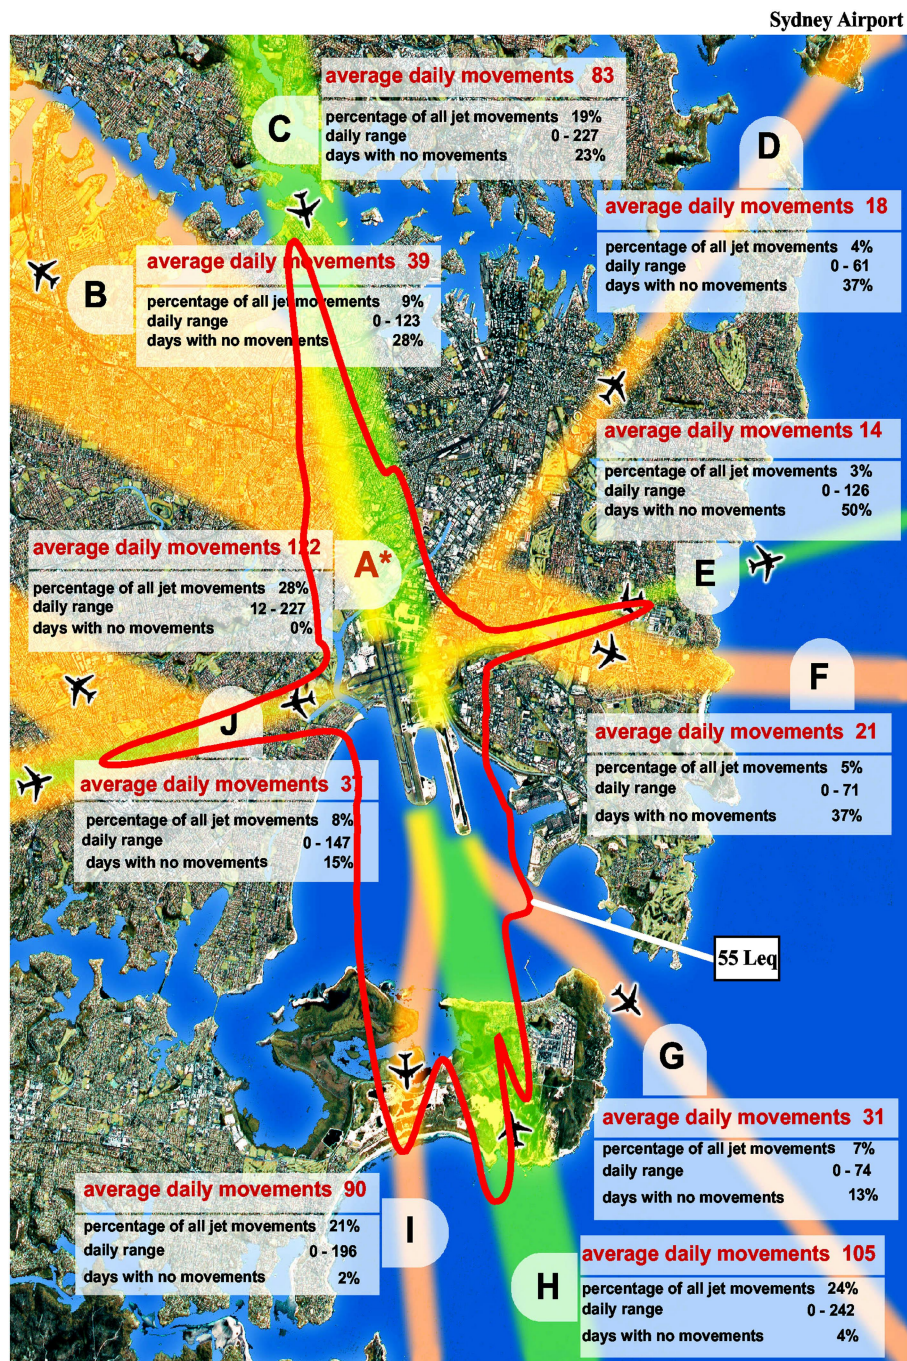 Sydney Airport
average daily movements 83
C
percentage of all jet movements 19%
daily range 0 - 227
days with no movements 23%
D
average daily movements 18
percentage of all jet movements 4%
daily range 0 - 61
days with no movements 37%
B
average daily movements 39
percentage of all jet movements 9%
daily range 0 - 123
days with no movements 28%
average daily movements 14
percentage of all jet movements 3%
daily range 0 - 126
days with no movements 50%
E
average daily movements 122
A*
percentage of all jet movements 28%
daily range 12 - 227
days with no movements 0%
F
average daily movements 21
percentage of all jet movements 5%
daily range 0 - 71
days with no movements 37%
J
average daily movements 37
percentage of all jet movements 8%
daily range 0 - 147
days with no movements 15%
55 Leq
G
average daily movements 31
percentage of all jet movements 7%
daily range 0 - 74
days with no movements 13%
average daily movements 90
I
percentage of all jet movements 21%
daily range 0 - 196
days with no movements 2%
H
average daily movements 105
percentage of all jet movements 24%
daily range 0 - 242
days with no movements 4%